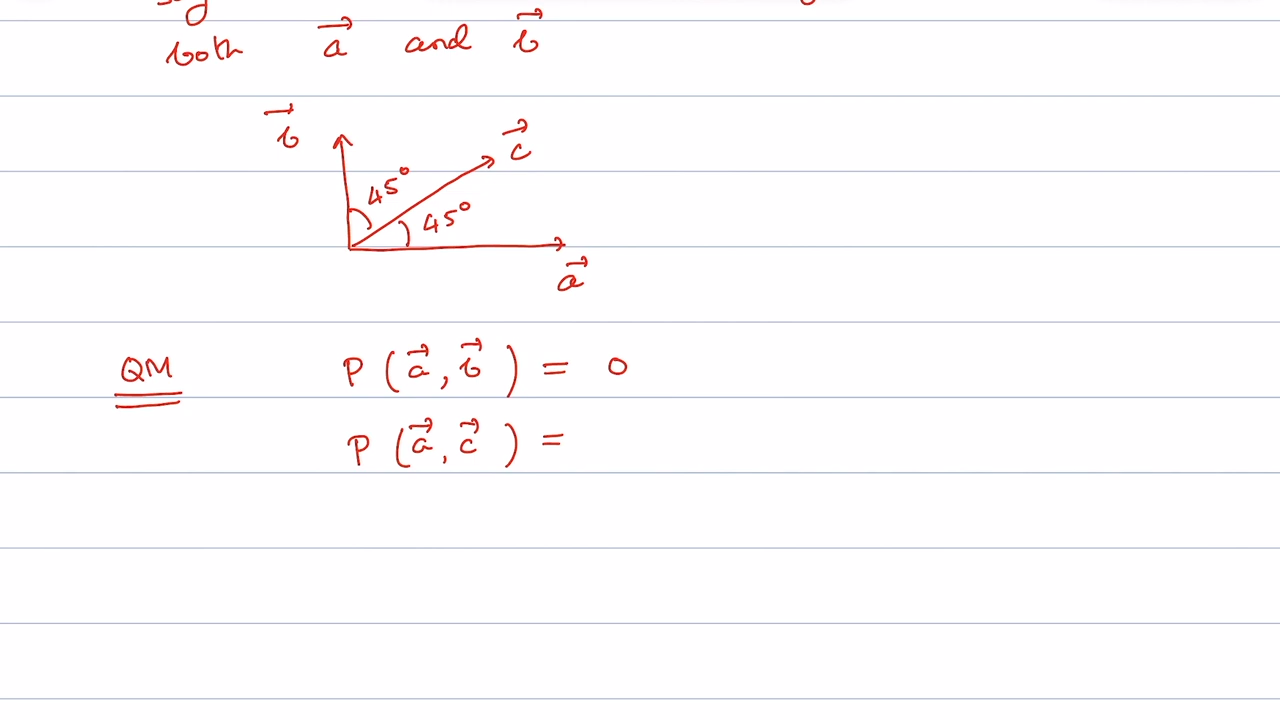 both a⃗ and b⃗
b⃗
c⃗
45°
45°
a⃗
QM P (a⃗, b⃗) = 0
P (a⃗, c⃗) =